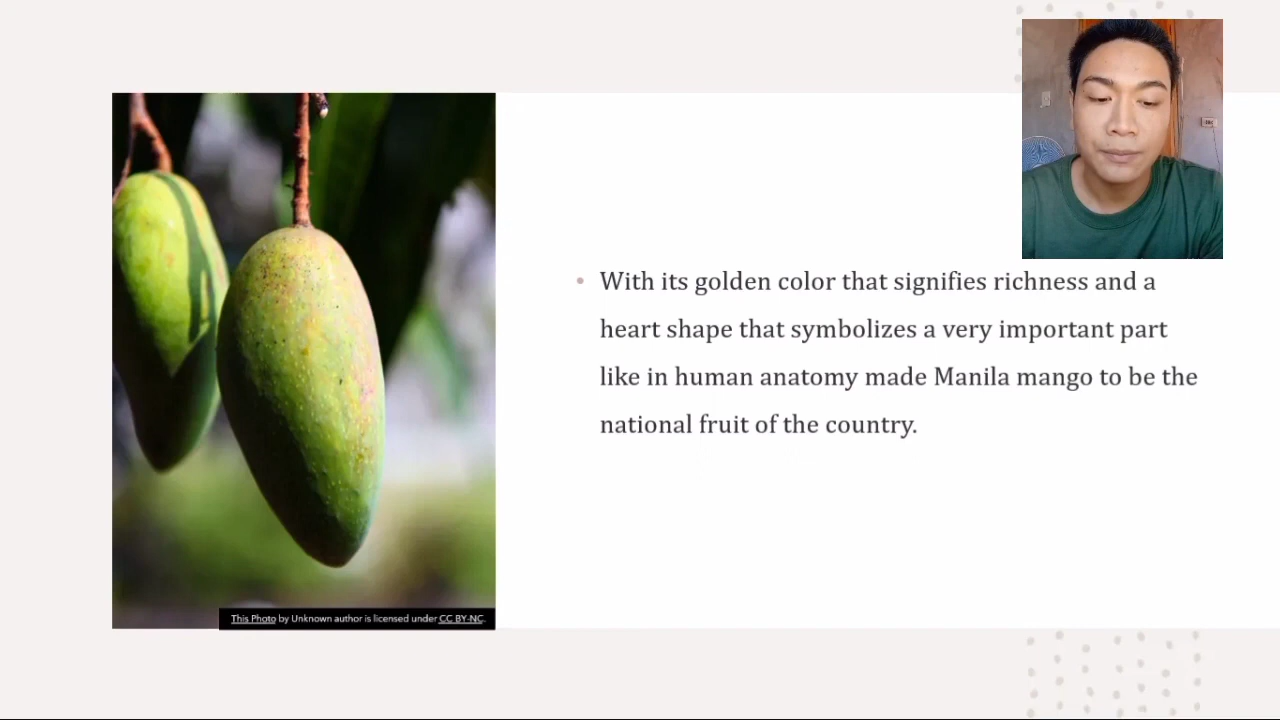 • With its golden color that signifies richness and a
heart shape that symbolizes a very important part
like in human anatomy made Manila mango to be the
national fruit of the country.
This Photo by Unknown author is licensed under CC BY-NC.